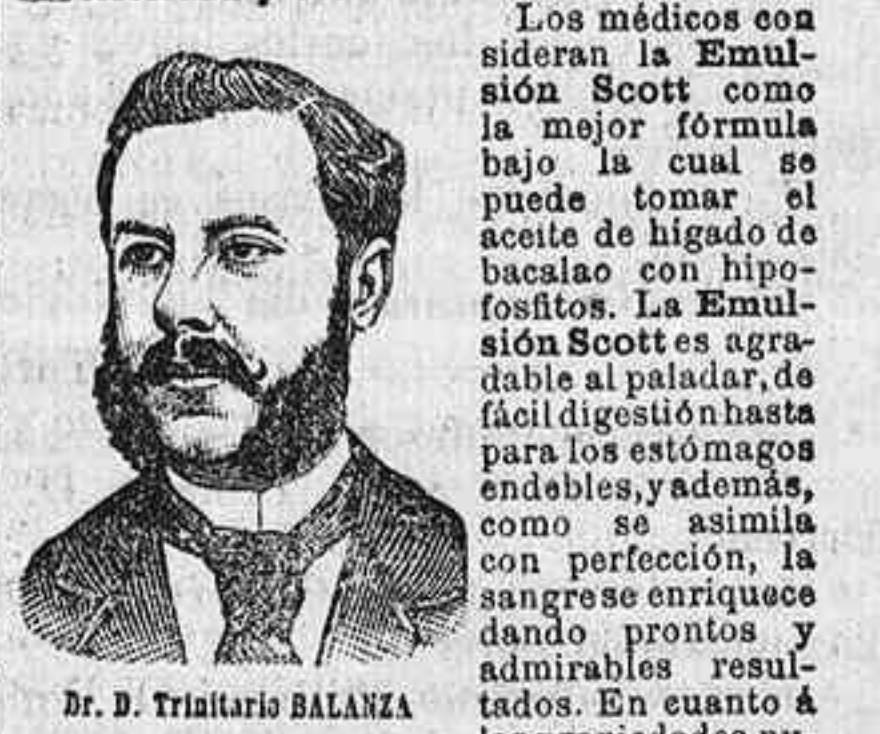 Los médicos con
sideran la Emul-
sión Scott como
la mejor fórmula
bajo la cual se
puede tomar el
aceite de hígado de
bacalao con hipo-
fosfitos. La Emul-
sión Scott es agra-
dable al paladar, de
fácil digestión hasta
para los estómagos
endebles, y además,
como se asimila
con perfección, la
sangre se enriquece
dando prontos y
admirables resul-
tados. En cuanto á
Dr. D. Trinitario BALANZA